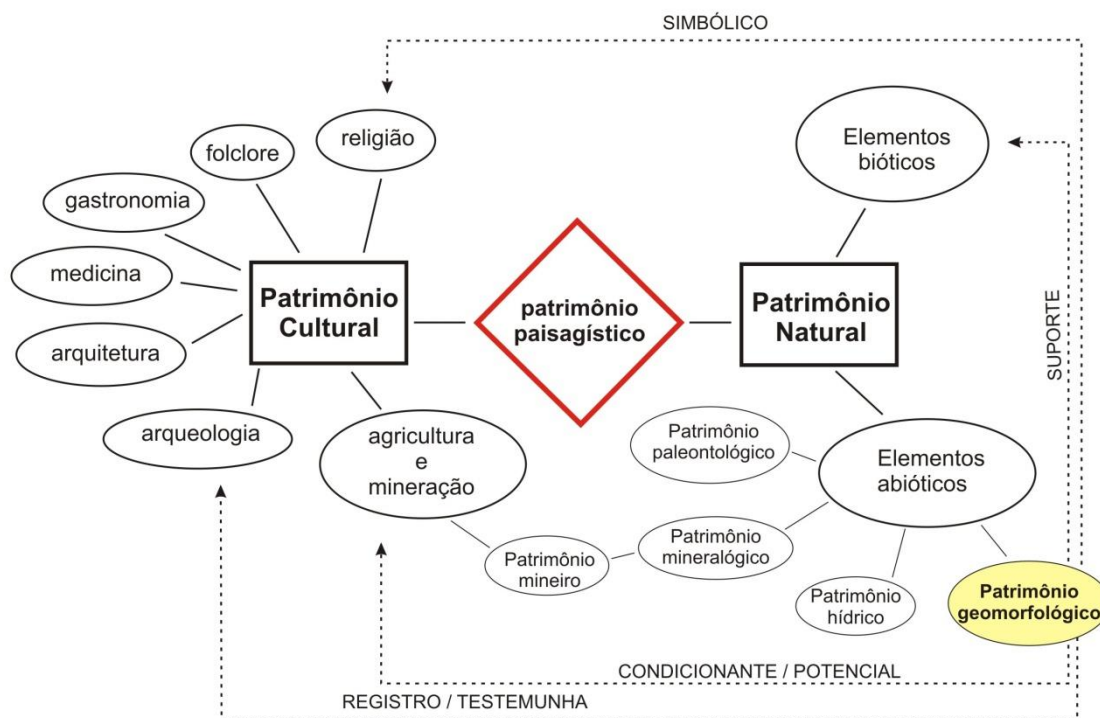 SIMBÓLICO
religião
folclore
gastronomia
medicina
arquitetura
arqueologia
agricultura
e
mineração
Patrimônio
Cultural
patrimônio
paisagístico
Patrimônio
Natural
Elementos
bióticos
SUPORTE
Elementos
abióticos
Patrimônio
paleontológico
Patrimônio
mineralógico
Patrimônio
mineiro
Patrimônio
hídrico
Patrimônio
geomorfológico
CONDICIONANTE / POTENCIAL
REGISTRO / TESTEMUNHA